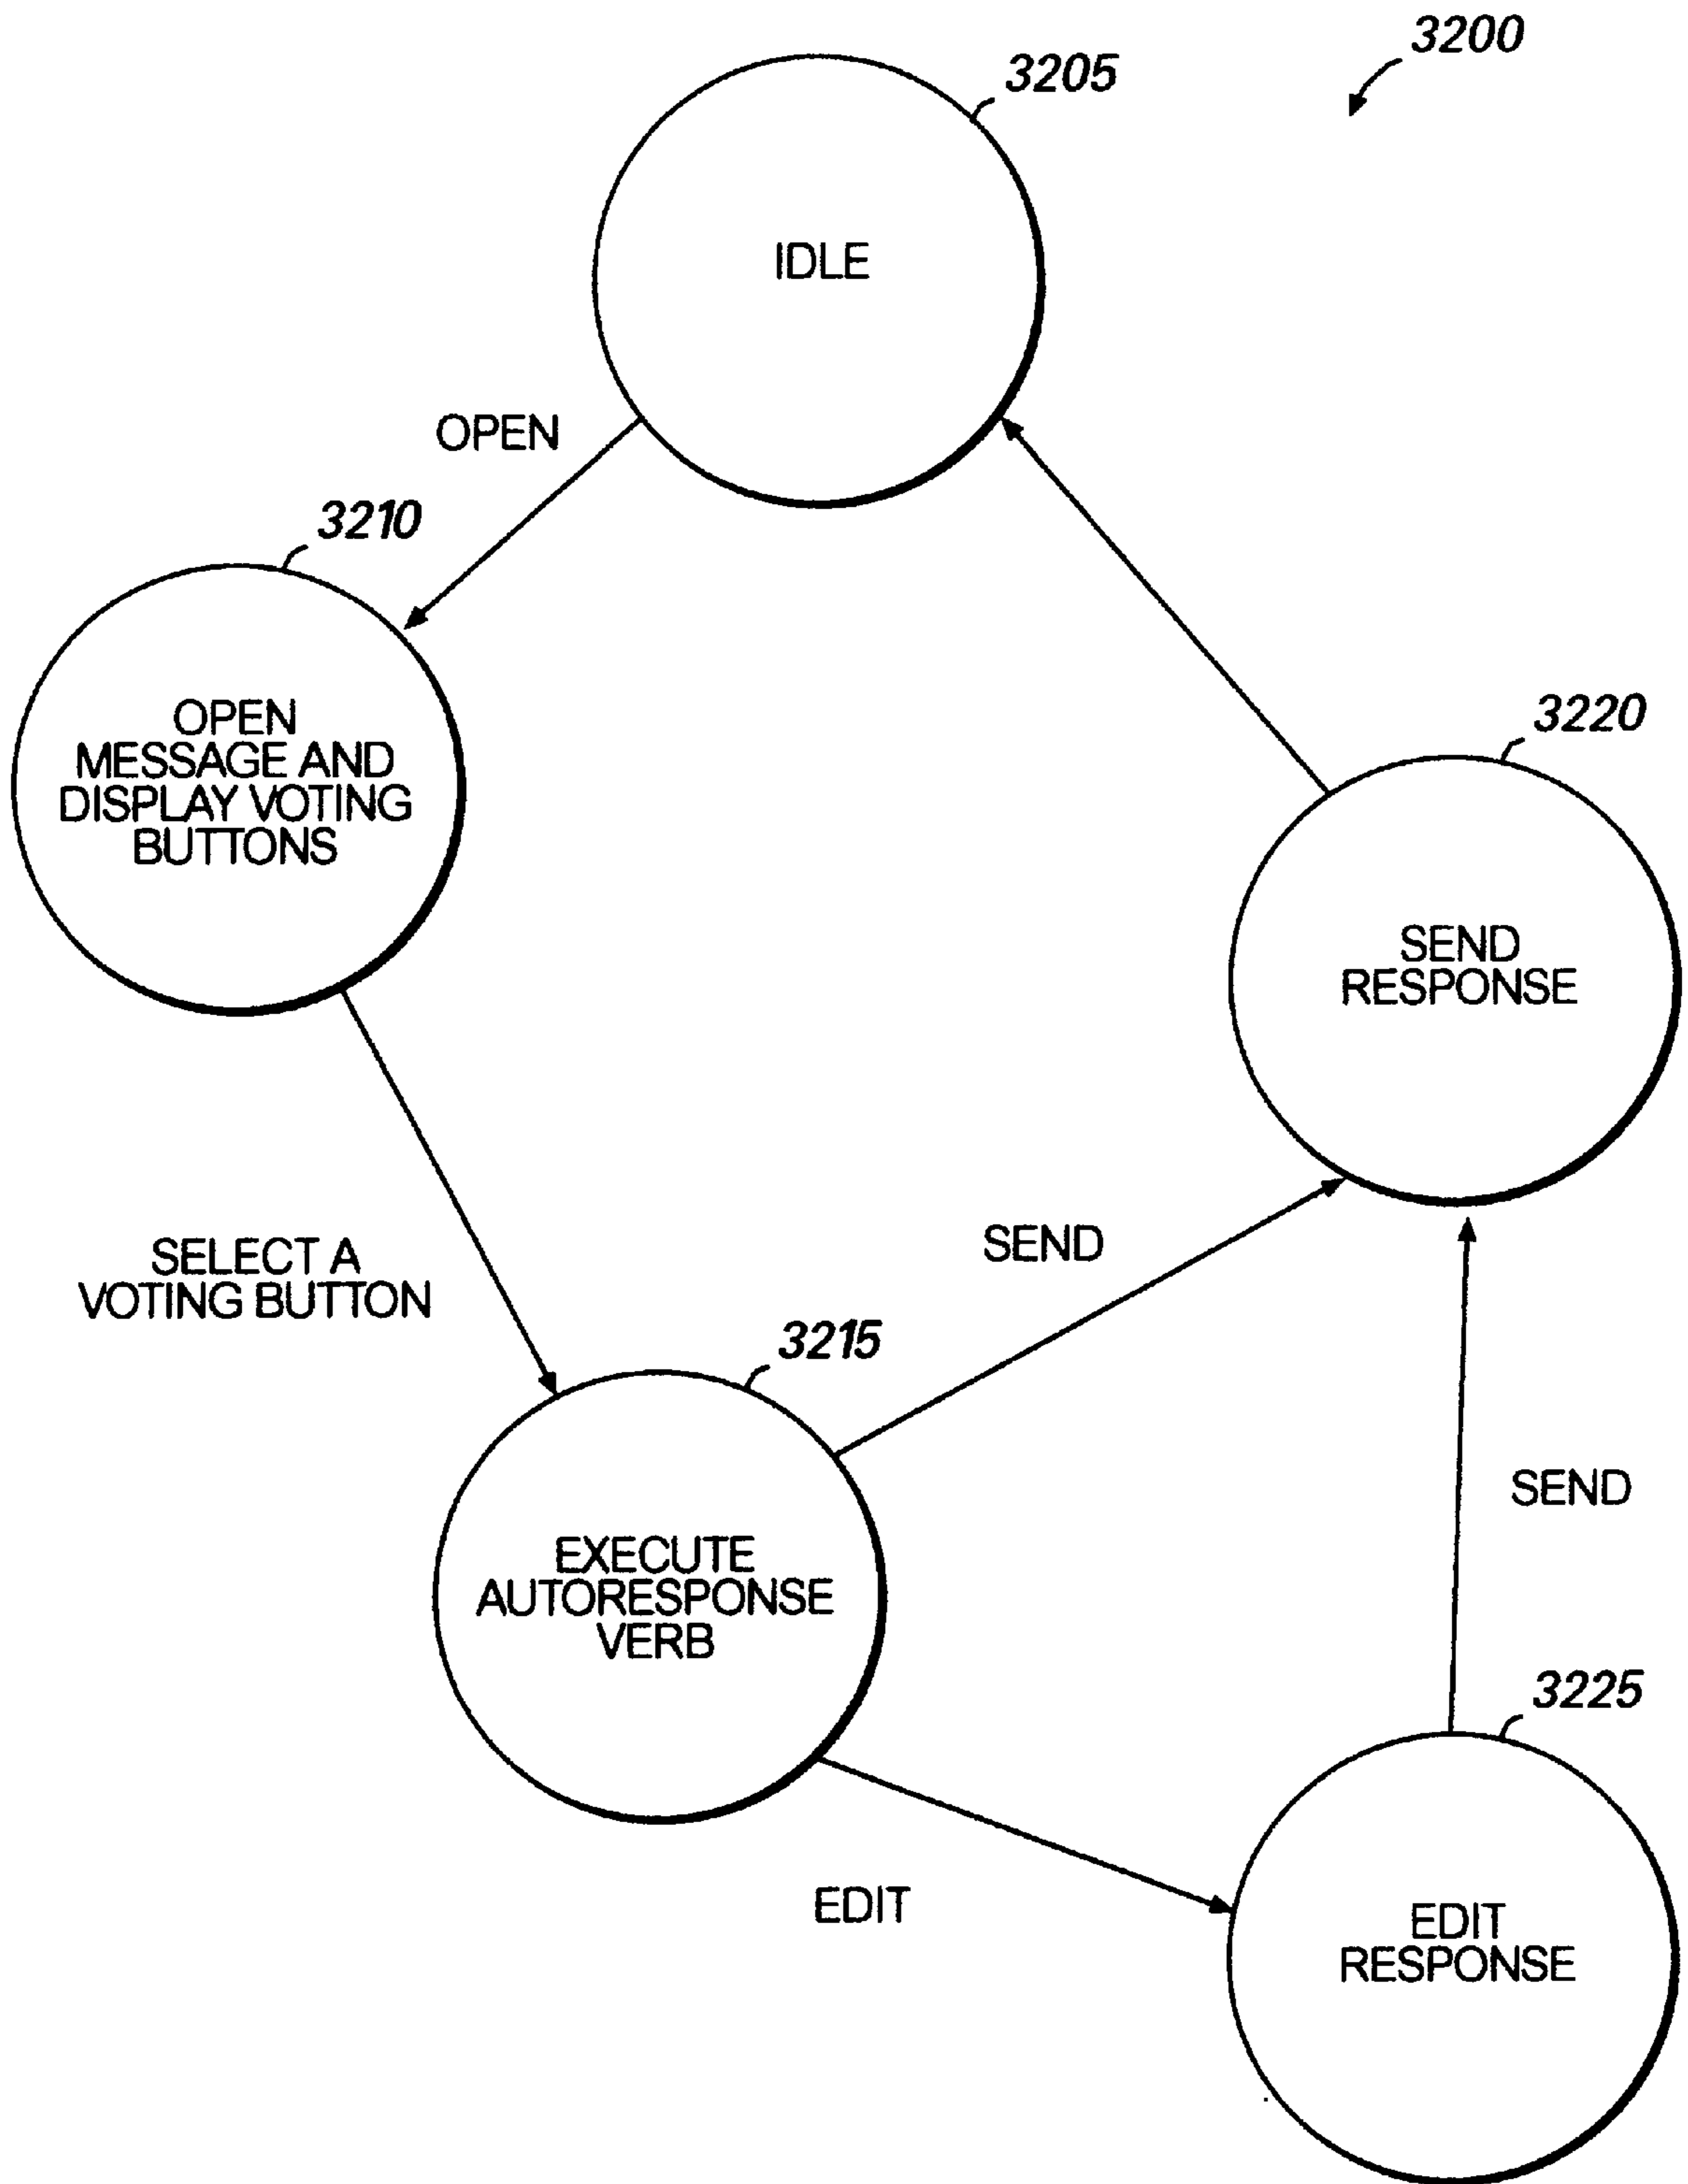 3200
3205
IDLE
OPEN
3210
OPEN
MESSAGE AND
DISPLAY VOTING
BUTTONS
3220
SEND
RESPONSE
SELECT A
VOTING BUTTON
SEND
3215
EXECUTE
AUTORESPONSE
VERB
SEND
3225
EDIT
EDIT
RESPONSE